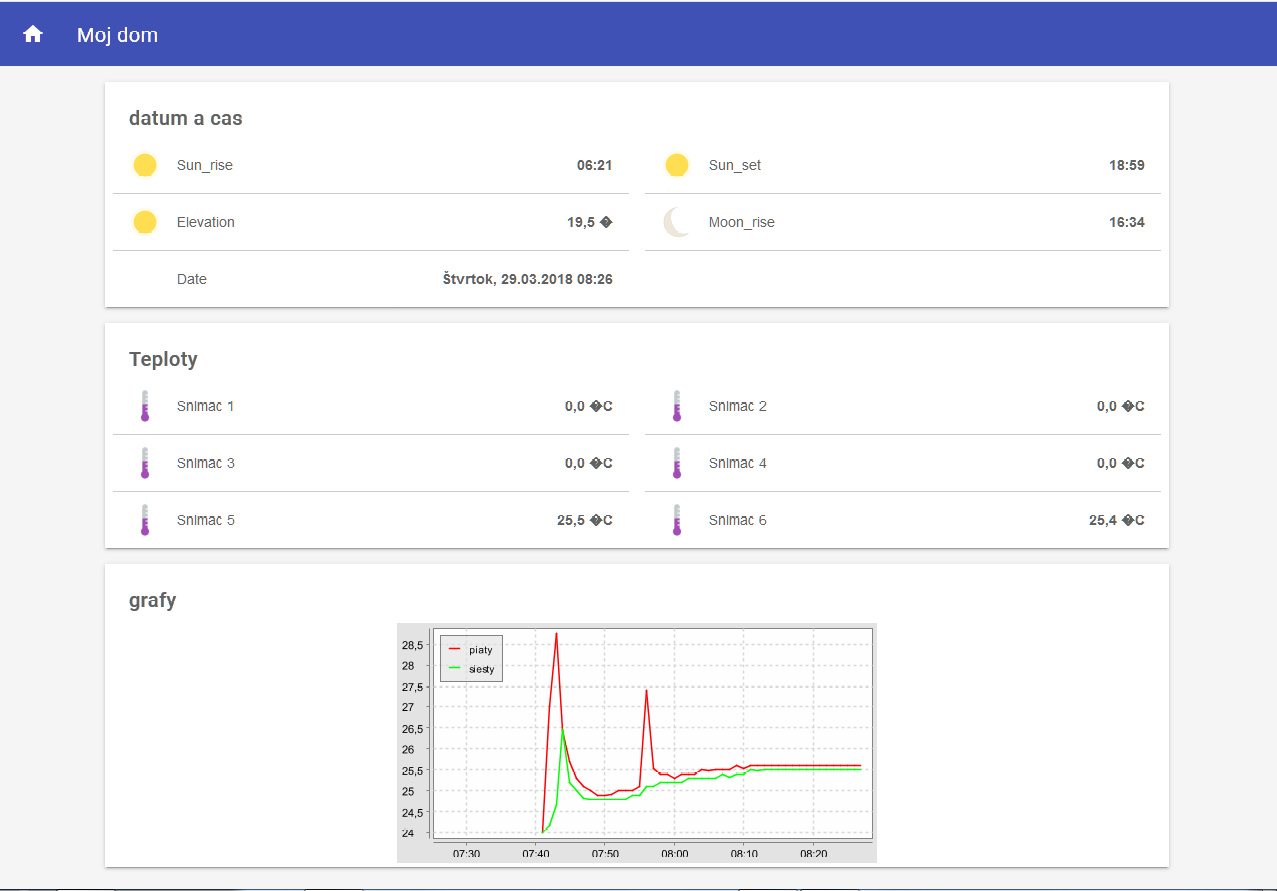 Moj dom
datum a cas
Sun_rise 06:21
Sun_set 18:59
Elevation 19,5 �
Moon_rise 16:34
Date Štvrtok, 29.03.2018 08:26
Teploty
Snimac 1 0,0 �C
Snimac 2 0,0 �C
Snimac 3 0,0 �C
Snimac 4 0,0 �C
Snimac 5 25,5 �C
Snimac 6 25,4 �C
grafy
piaty
siesty
28,5
28
27,5
27
26,5
26
25,5
25
24,5
24
07:30 07:40 07:50 08:00 08:10 08:20